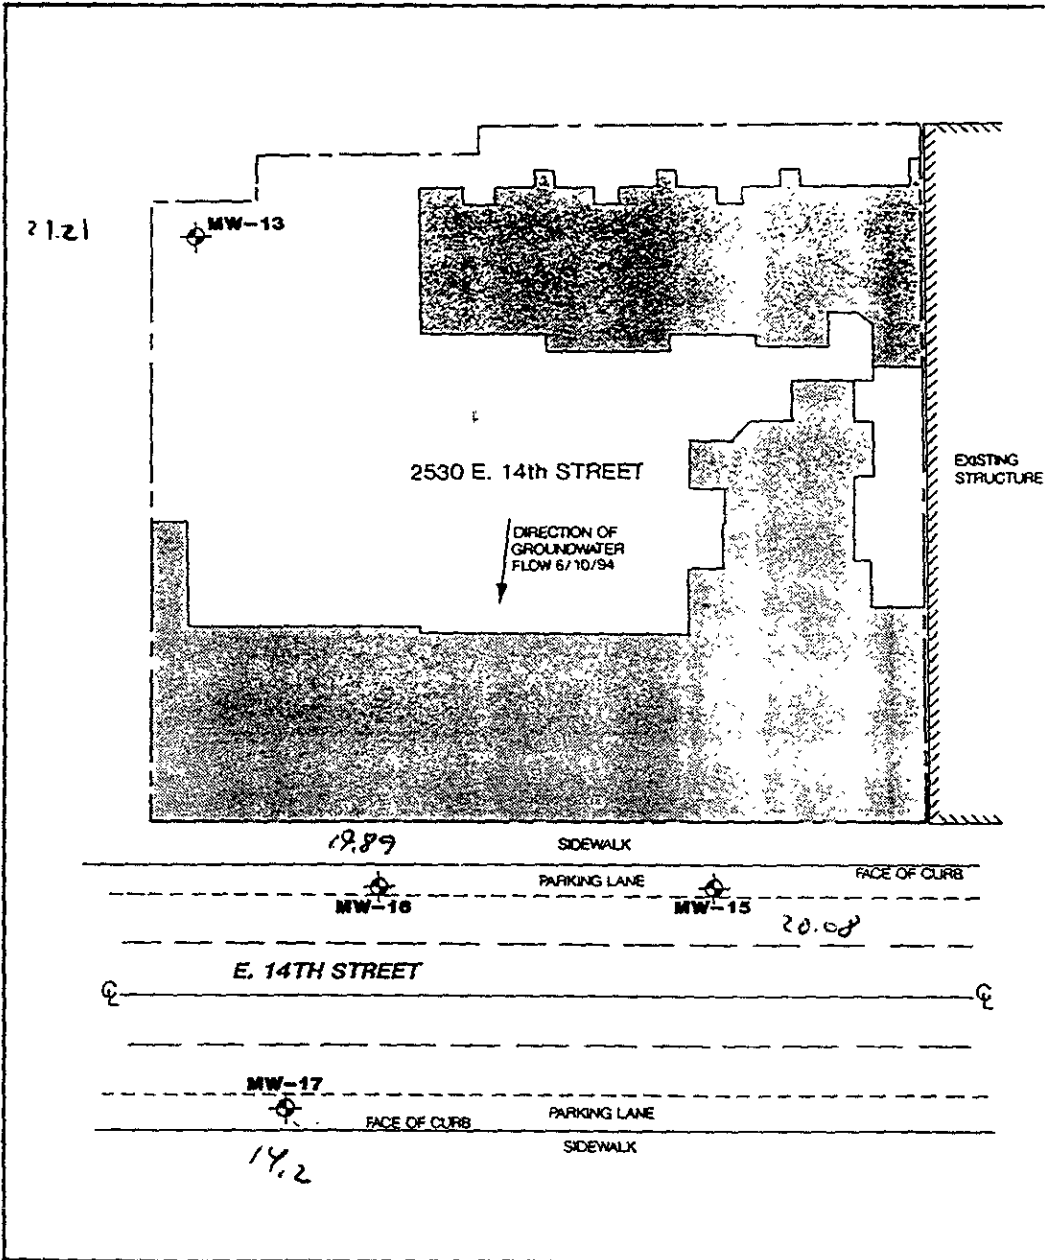 MW-13
21.21
2530 E. 14th STREET
EXISTING
STRUCTURE
DIRECTION OF
GROUNDWATER
FLOW 6/10/94
19.89
SIDEWALK
PARKING LANE
FACE OF CURB
MW-16
MW-15
20.08
E. 14TH STREET
℄
℄
MW-17
FACE OF CURB
PARKING LANE
SIDEWALK
14.2